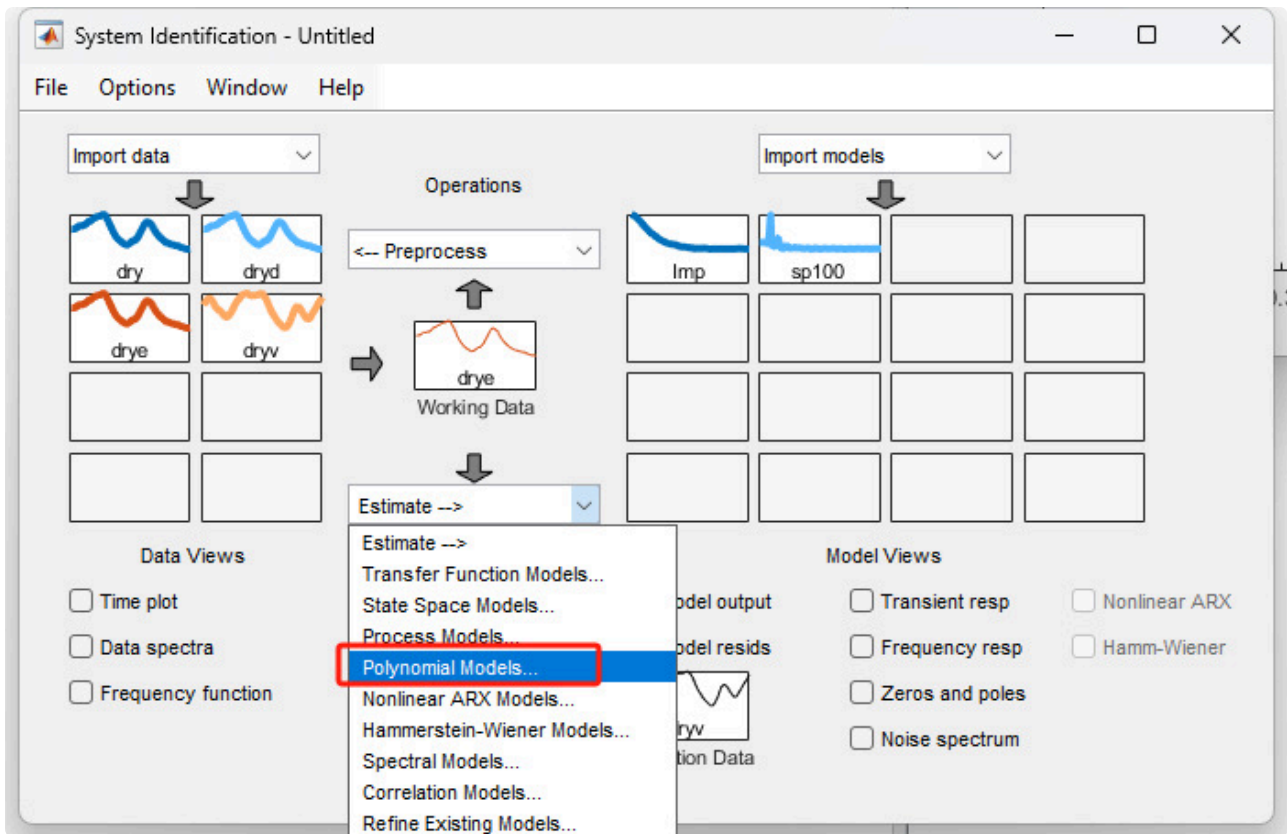 System Identification - Untitled
File Options Window Help
Import data
Import models
Operations
<-- Preprocess
dry
dryd
Imp
sp100
drye
dryv
drye
Working Data
Estimate -->
Data Views
Estimate -->
Model Views
Transfer Function Models...
Time plot
State Space Models...
odel output
Transient resp
Nonlinear ARX
Process Models...
Data spectra
odel resids
Frequency resp
Hamm-Wiener
Polynomial Models...
Frequency function
Nonlinear ARX Models...
Zeros and poles
Hammerstein-Wiener Models...
ryv
Noise spectrum
Spectral Models...
tion Data
Correlation Models...
Refine Existing Models...